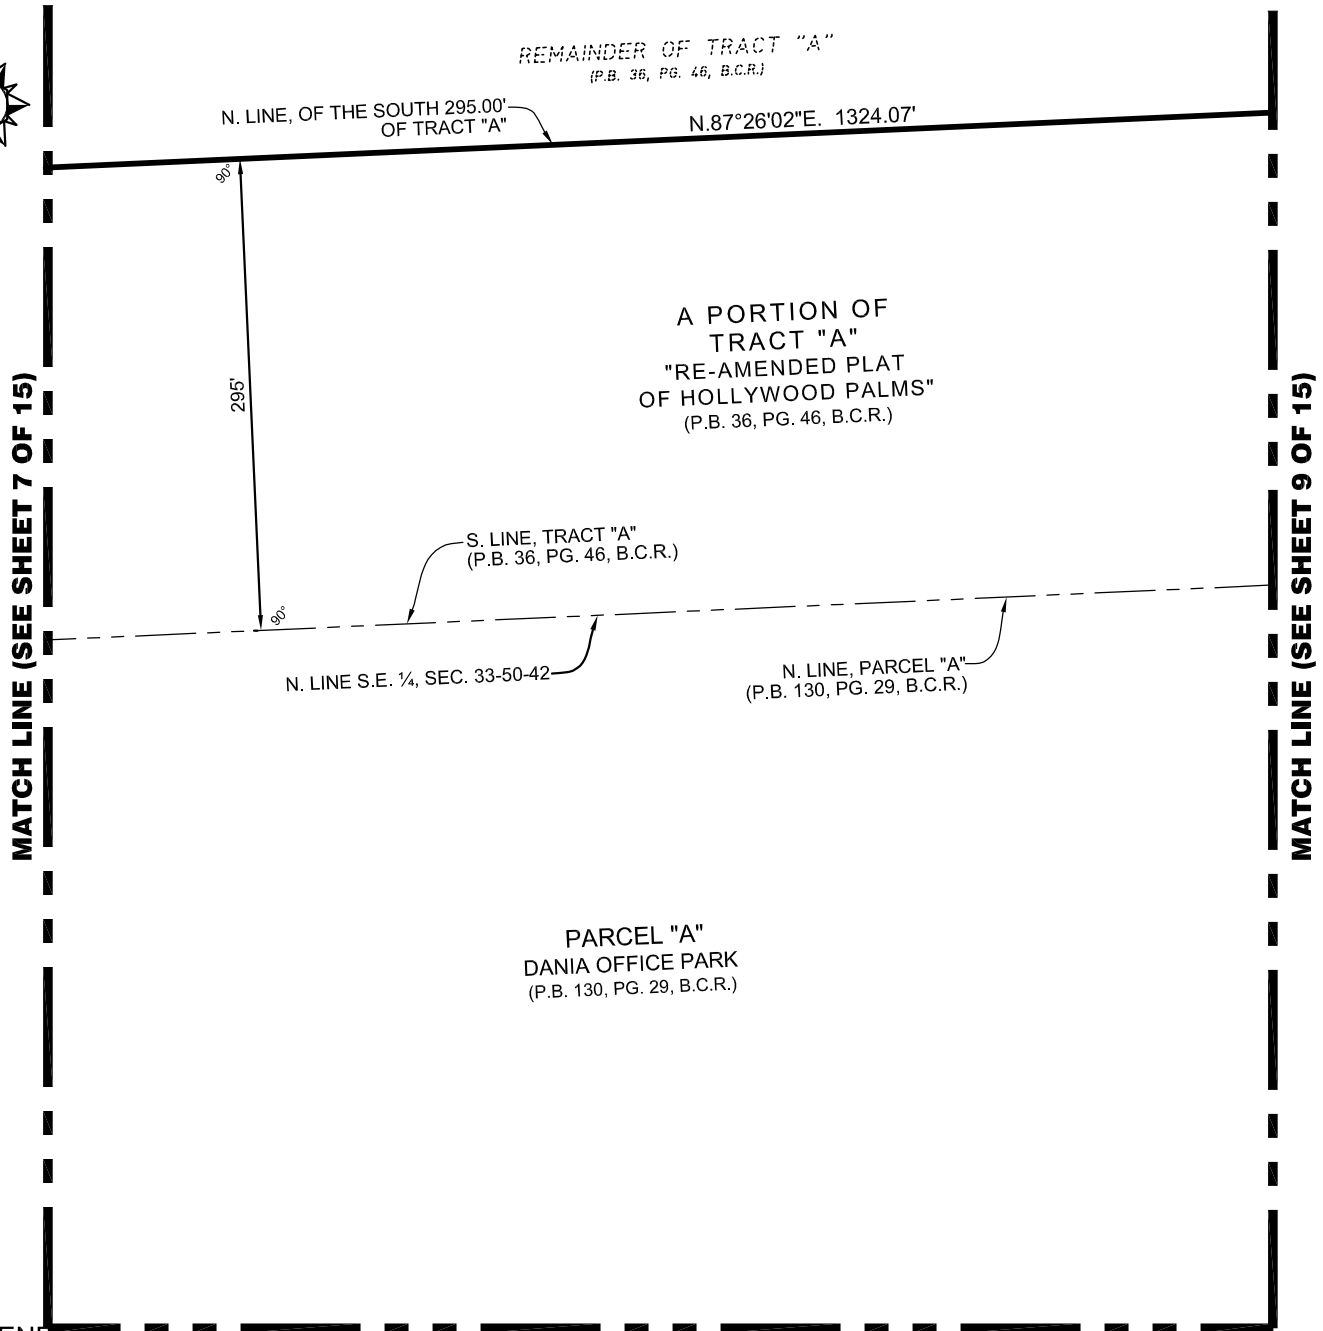 REMAINDER OF TRACT "A"
(P.B. 36, PG. 46, B.C.R.)
N. LINE, OF THE SOUTH 295.00'
OF TRACT "A"
N.87°26'02"E. 1324.07'
90°
A PORTION OF
TRACT "A"
"RE-AMENDED PLAT
OF HOLLYWOOD PALMS"
(P.B. 36, PG. 46, B.C.R.)
295'
MATCH LINE (SEE SHEET 7 OF 15)
MATCH LINE (SEE SHEET 9 OF 15)
S. LINE, TRACT "A"
(P.B. 36, PG. 46, B.C.R.)
90°
N. LINE S.E. ¼, SEC. 33-50-42
N. LINE, PARCEL "A"
(P.B. 130, PG. 29, B.C.R.)
PARCEL "A"
DANIA OFFICE PARK
(P.B. 130, PG. 29, B.C.R.)